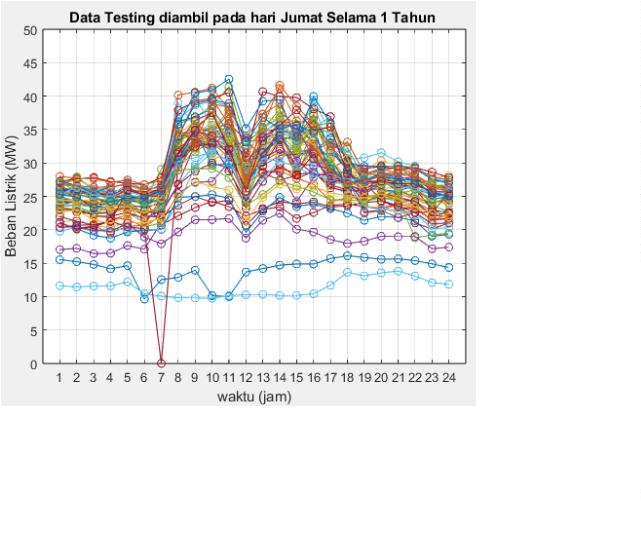 Data Testing diambil pada hari Jumat Selama 1 Tahun
50
45
40
35
30
25
20
15
10
5
0
Beban Listrik (MW)
1 2 3 4 5 6 7 8 9 10 11 12 13 14 15 16 17 18 19 20 21 22 23 24
waktu (jam)